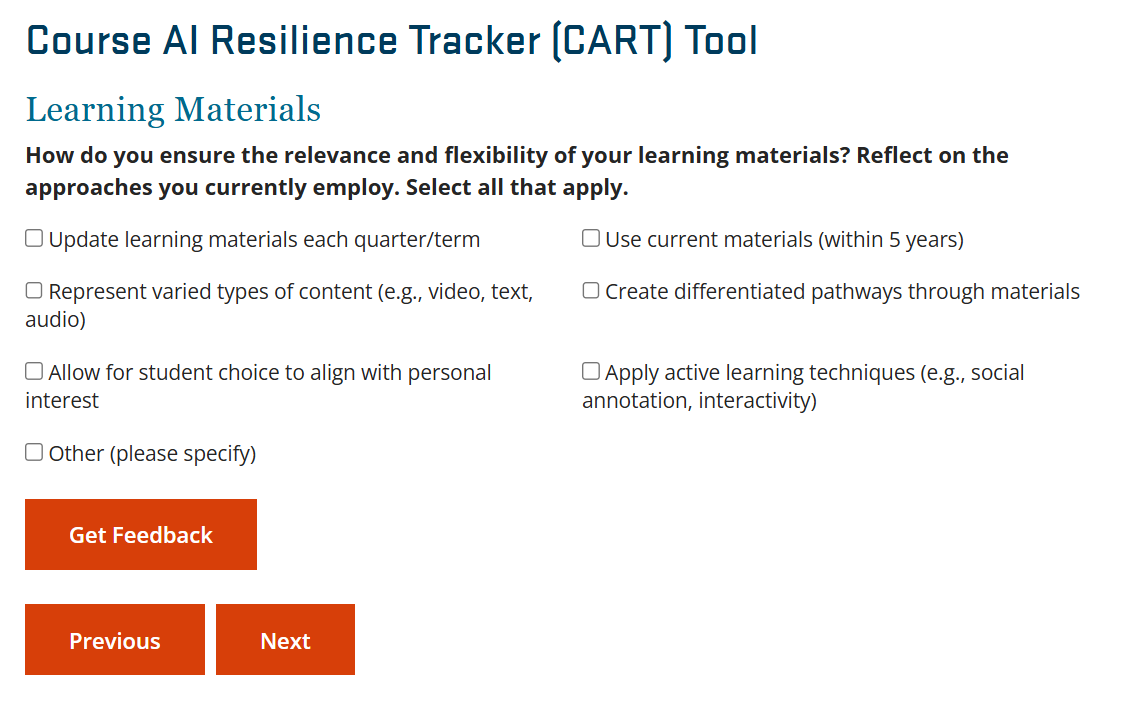 Course AI Resilience Tracker (CART) Tool
Learning Materials
How do you ensure the relevance and flexibility of your learning materials? Reflect on the
approaches you currently employ. Select all that apply.
Update learning materials each quarter/term
Use current materials (within 5 years)
Represent varied types of content (e.g., video, text,
audio)
Create differentiated pathways through materials
Allow for student choice to align with personal
interest
Apply active learning techniques (e.g., social
annotation, interactivity)
Other (please specify)
Get Feedback
Previous
Next